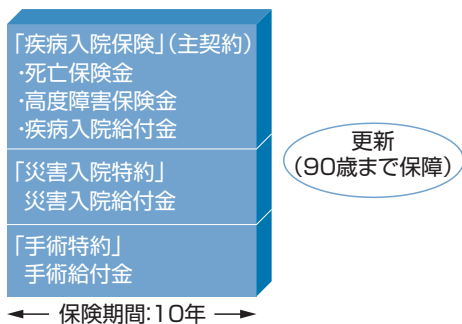 「疾病入院保険」(主契約)
・死亡保険金
・高度障害保険金
・疾病入院給付金
「災害入院特約」
災害入院給付金
「手術特約」
手術給付金
更新
(90歳まで保障)
保険期間:10年